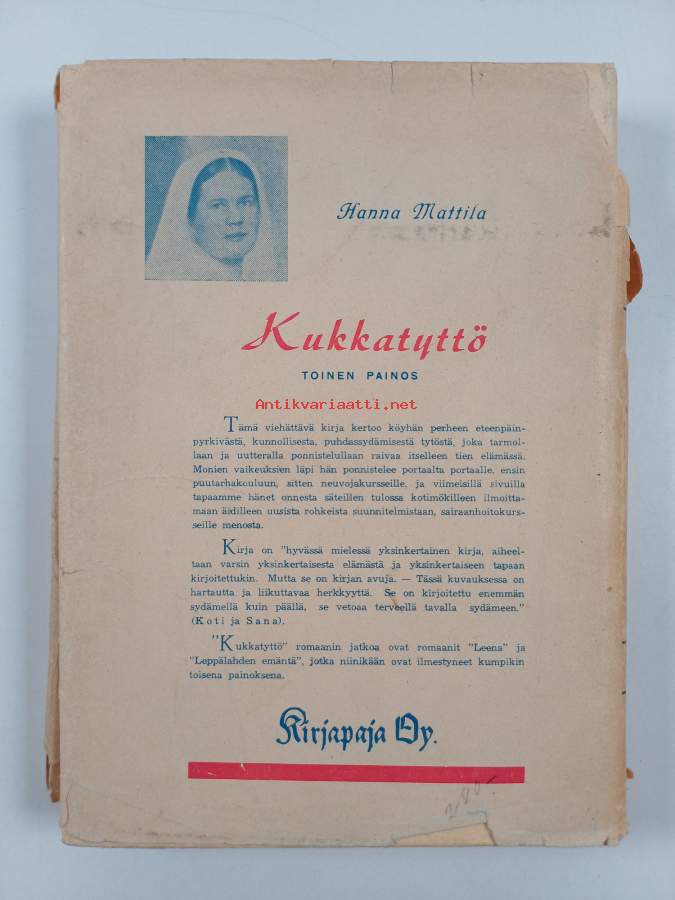 Hanna Mattila
Kukkatyttö
TOINEN PAINOS
Antikvariaatti.net
Tämä viehättävä kirja kertoo köyhän perheen eteenpäin-
pyrkivästä, kunnollisesta, puhdassydämisestä tytöstä, joka tarmol-
laan ja uutteralla ponnistelullaan raivaa itselleen tien elämässä.
Monien vaikeuksien läpi hän ponnistelee portaalta portaalle, ensin
puutarhakouluun, sitten neuvojakursseille, ja viimeisillä sivuilla
tapaamme hänet onnesta säteillen tulossa kotimökilleen ilmoitta-
maan äidilleen uusista rohkeista suunnitelmistaan, sairaanhoitokurs-
seille menosta.
Kirja on "hyvässä mielessä yksinkertainen kirja, aiheel-
taan varsin yksinkertaisesta elämästä ja yksinkertaiseen tapaan
kirjoitettukin. Mutta se on kirjan avuja. — Tässä kuvauksessa on
hartautta ja liikuttavaa herkkyyttä. Se on kirjoitettu enemmän
sydämellä kuin päällä, se vetoaa terveellä tavalla sydämeen."
(Koti ja Sana).
"Kukkatyttö" romaanin jatkoa ovat romaanit "Leena" ja
"Leppälahden emäntä", jotka niinikään ovat ilmestyneet kumpikin
toisena painoksena.
Kirjapaja Oy.